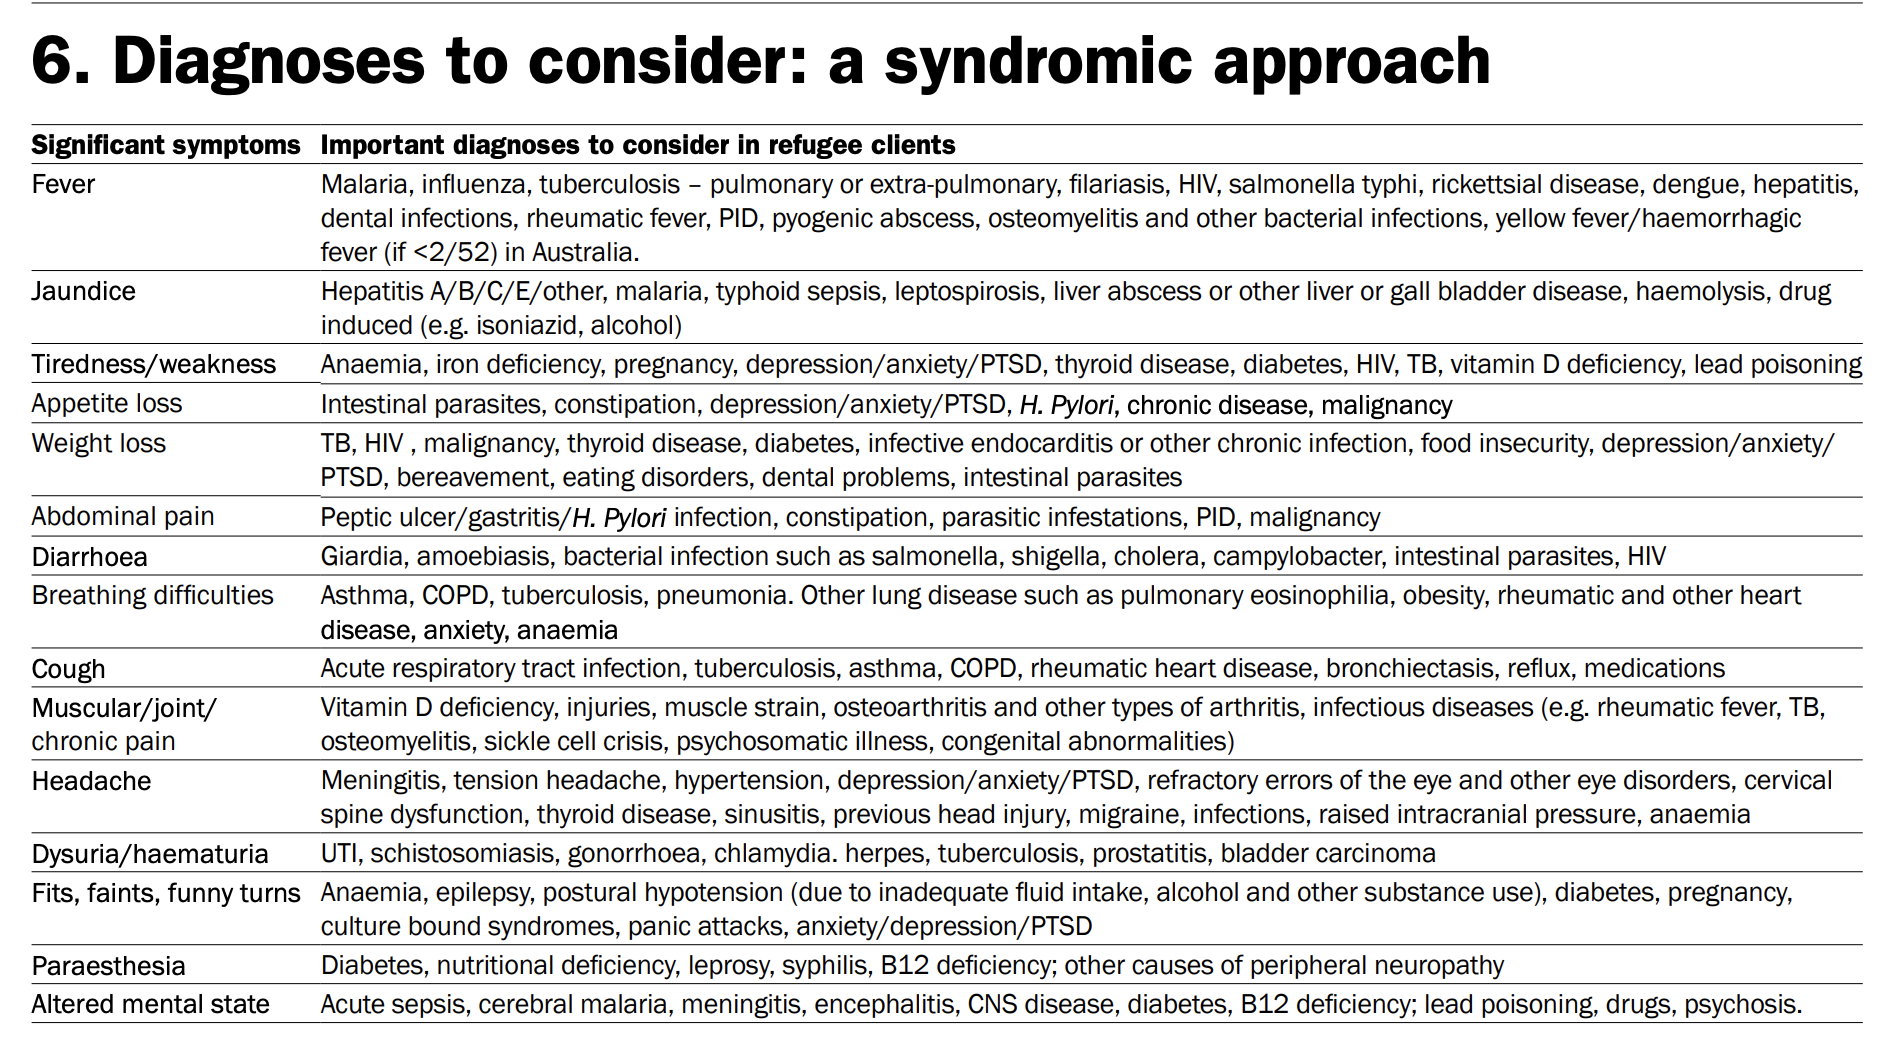 6. Diagnoses to consider: a syndromic approach
Significant symptoms Important diagnoses to consider in refugee clients
Fever Malaria, influenza, tuberculosis – pulmonary or extra-pulmonary, filariasis, HIV, salmonella typhi, rickettsial disease, dengue, hepatitis,
dental infections, rheumatic fever, PID, pyogenic abscess, osteomyelitis and other bacterial infections, yellow fever/haemorrhagic
fever (if <2/52) in Australia.
Jaundice Hepatitis A/B/C/E/other, malaria, typhoid sepsis, leptospirosis, liver abscess or other liver or gall bladder disease, haemolysis, drug
induced (e.g. isoniazid, alcohol)
Tiredness/weakness Anaemia, iron deficiency, pregnancy, depression/anxiety/PTSD, thyroid disease, diabetes, HIV, TB, vitamin D deficiency, lead poisoning
Appetite loss Intestinal parasites, constipation, depression/anxiety/PTSD, H. Pylori, chronic disease, malignancy
Weight loss TB, HIV , malignancy, thyroid disease, diabetes, infective endocarditis or other chronic infection, food insecurity, depression/anxiety/
PTSD, bereavement, eating disorders, dental problems, intestinal parasites
Abdominal pain Peptic ulcer/gastritis/H. Pylori infection, constipation, parasitic infestations, PID, malignancy
Diarrhoea Giardia, amoebiasis, bacterial infection such as salmonella, shigella, cholera, campylobacter, intestinal parasites, HIV
Breathing difficulties Asthma, COPD, tuberculosis, pneumonia. Other lung disease such as pulmonary eosinophilia, obesity, rheumatic and other heart
disease, anxiety, anaemia
Cough Acute respiratory tract infection, tuberculosis, asthma, COPD, rheumatic heart disease, bronchiectasis, reflux, medications
Muscular/joint/ Vitamin D deficiency, injuries, muscle strain, osteoarthritis and other types of arthritis, infectious diseases (e.g. rheumatic fever, TB,
chronic pain osteomyelitis, sickle cell crisis, psychosomatic illness, congenital abnormalities)
Headache Meningitis, tension headache, hypertension, depression/anxiety/PTSD, refractory errors of the eye and other eye disorders, cervical
spine dysfunction, thyroid disease, sinusitis, previous head injury, migraine, infections, raised intracranial pressure, anaemia
Dysuria/haematuria UTI, schistosomiasis, gonorrhoea, chlamydia. herpes, tuberculosis, prostatitis, bladder carcinoma
Fits, faints, funny turns Anaemia, epilepsy, postural hypotension (due to inadequate fluid intake, alcohol and other substance use), diabetes, pregnancy,
culture bound syndromes, panic attacks, anxiety/depression/PTSD
Paraesthesia Diabetes, nutritional deficiency, leprosy, syphilis, B12 deficiency; other causes of peripheral neuropathy
Altered mental state Acute sepsis, cerebral malaria, meningitis, encephalitis, CNS disease, diabetes, B12 deficiency; lead poisoning, drugs, psychosis.